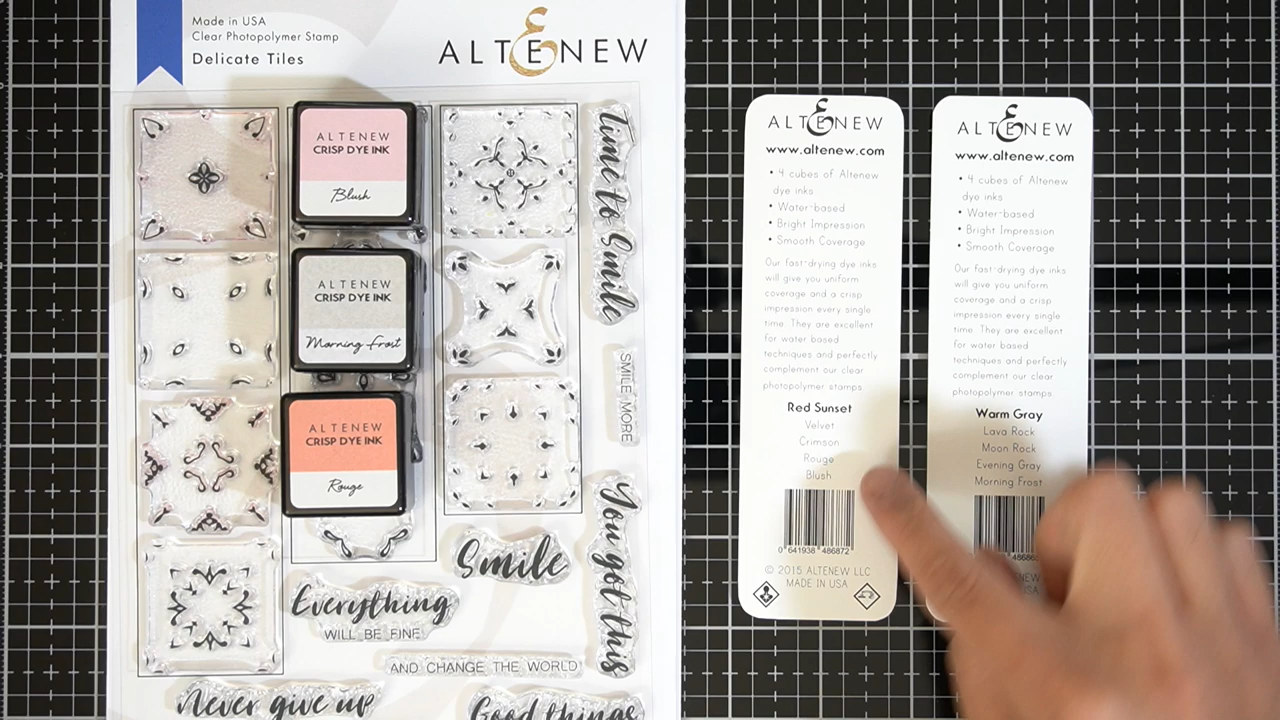 Made in USA
Clear Photopolymer Stamp
Delicate Tiles
ALTENEW
ALTENEW
CRISP DYE INK
Blush
ALTENEW
CRISP DYE INK
Morning Frost
ALTENEW
CRISP DYE INK
Rouge
Time to Smile
SMILE MORE
You got this
Smile
Everything
WILL BE FINE
AND CHANGE THE WORLD
Never give up
Good things
ALTENEW
www.altenew.com
• 4 cubes of Altenew
dye inks
• Water-based
• Bright Impression
• Smooth Coverage
Our fast-drying dye inks
will give you uniform
coverage and a crisp
impression every single
time. They are excellent
for water based
techniques and perfectly
complement our clear
photopolymer stamps
Red Sunset
Velvet
Crimson
Rouge
Blush
0 641938 486872
© 2015 ALTENEW LLC
MADE IN USA
ALTENEW
www.altenew.com
• 4 cubes of Altenew
dye inks
• Water-based
• Bright Impression
• Smooth Coverage
Our fast-drying dye inks
will give you uniform
coverage and a crisp
impression every single
time. They are excellent
for water based
techniques and perfectly
complement our clear
photopolymer stamps
Warm Gray
Lava Rock
Moon Rock
Evening Gray
Morning Frost